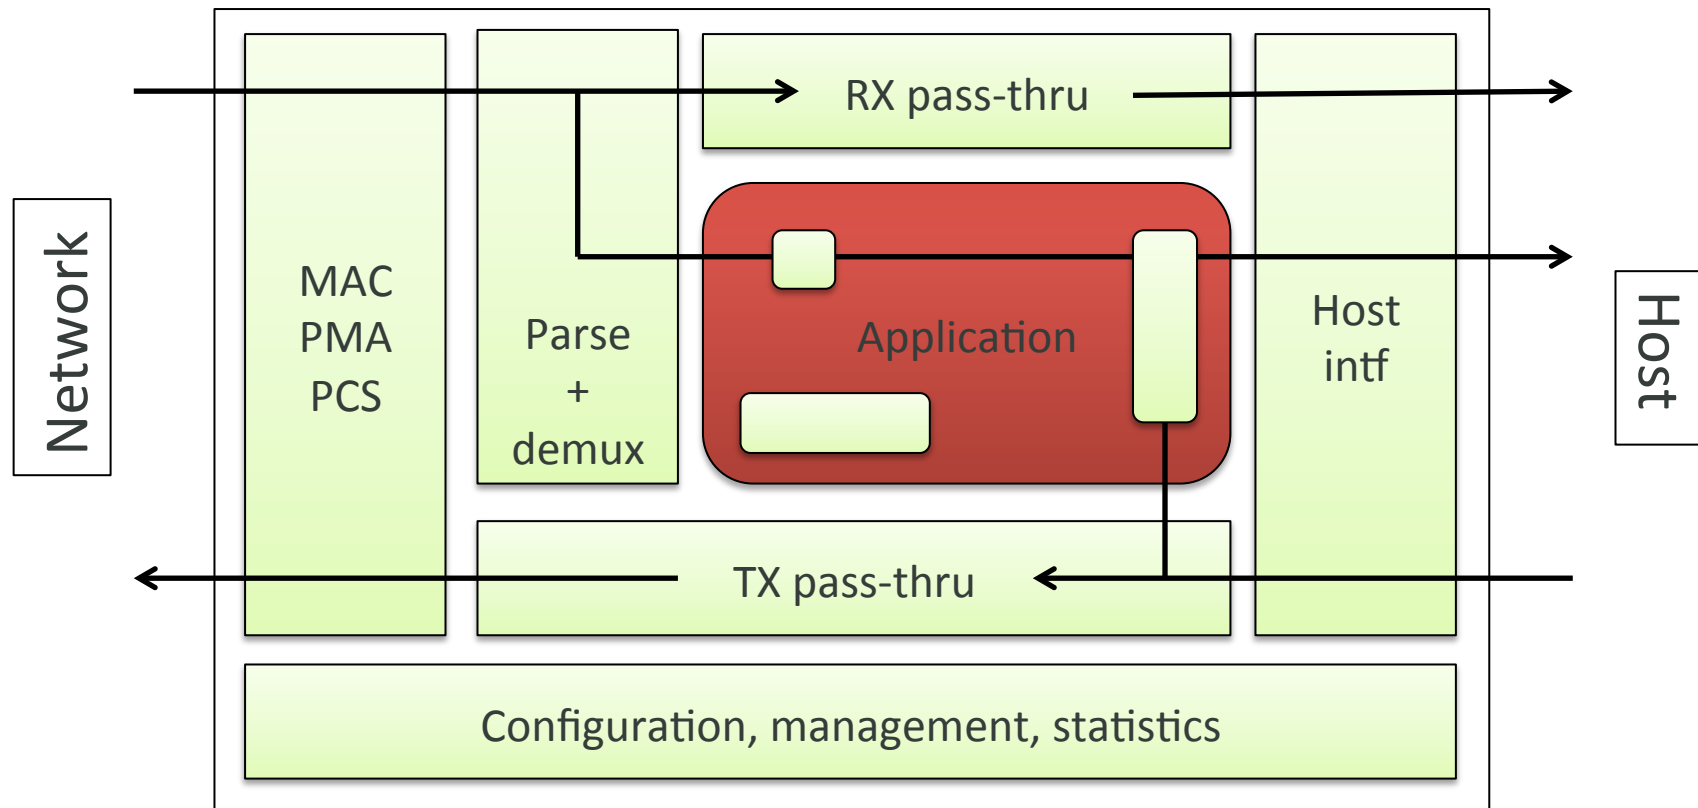 Network
MAC
PMA
PCS
Parse
+
demux
RX pass-thru
Application
TX pass-thru
Host
intf
Host
Configuration, management, statistics